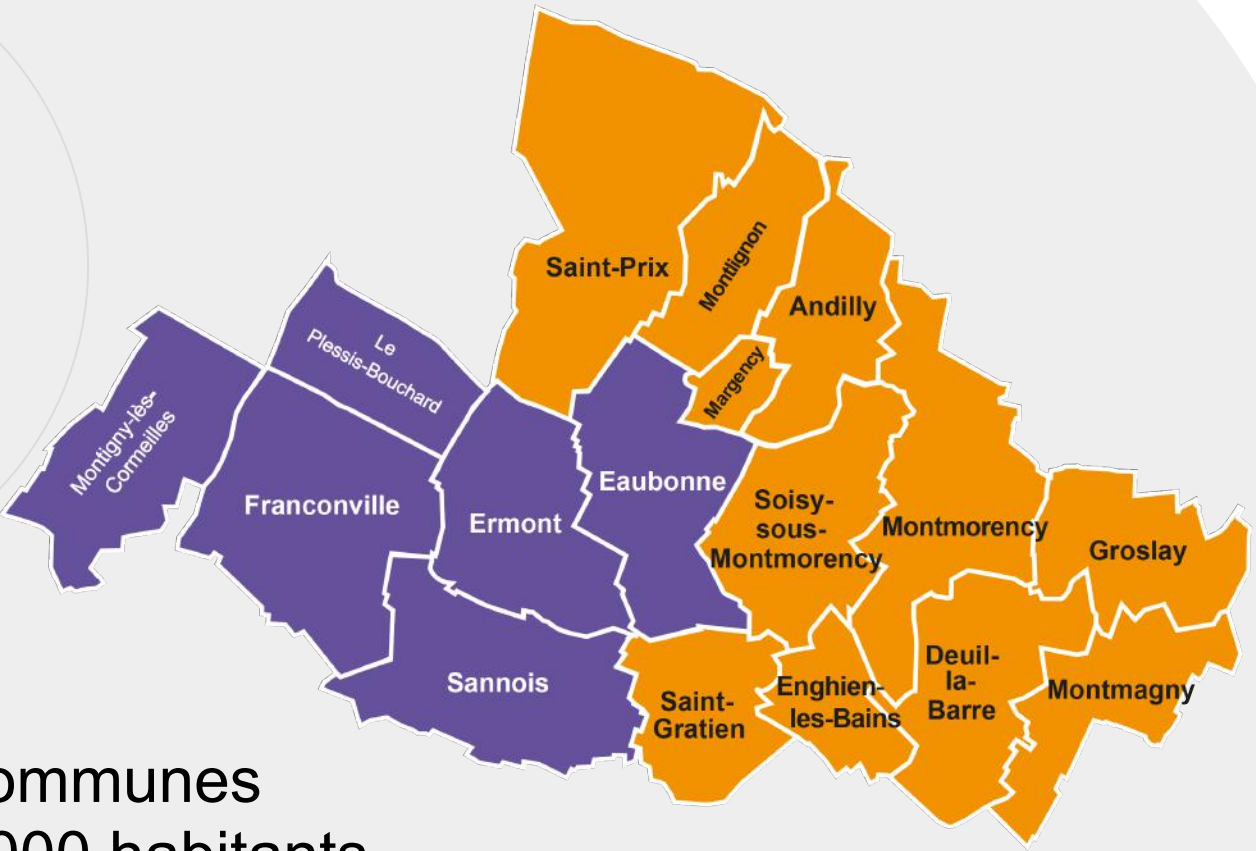 Saint-Prix
Montlignon
Andilly
Margency
Le
Plessis-Bouchard
Montigny-lès-
Cormeilles
Franconville
Ermont
Eaubonne
Soisy-
sous-
Montmorency
Montmorency
Groslay
Sannois
Saint-
Gratien
Enghien-
les-Bains
Deuil-
la-
Barre
Montmagny
habitants